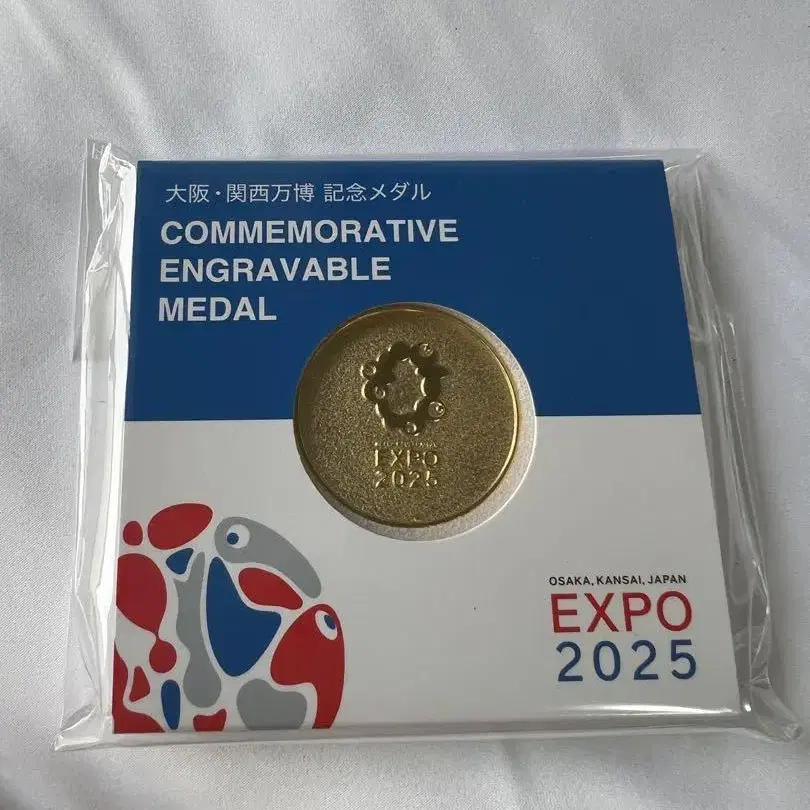 大阪・関西万博 記念メダル
COMMEMORATIVE
ENGRAVABLE
MEDAL
EXPO
2025
OSAKA, KANSAI, JAPAN
EXPO
2025